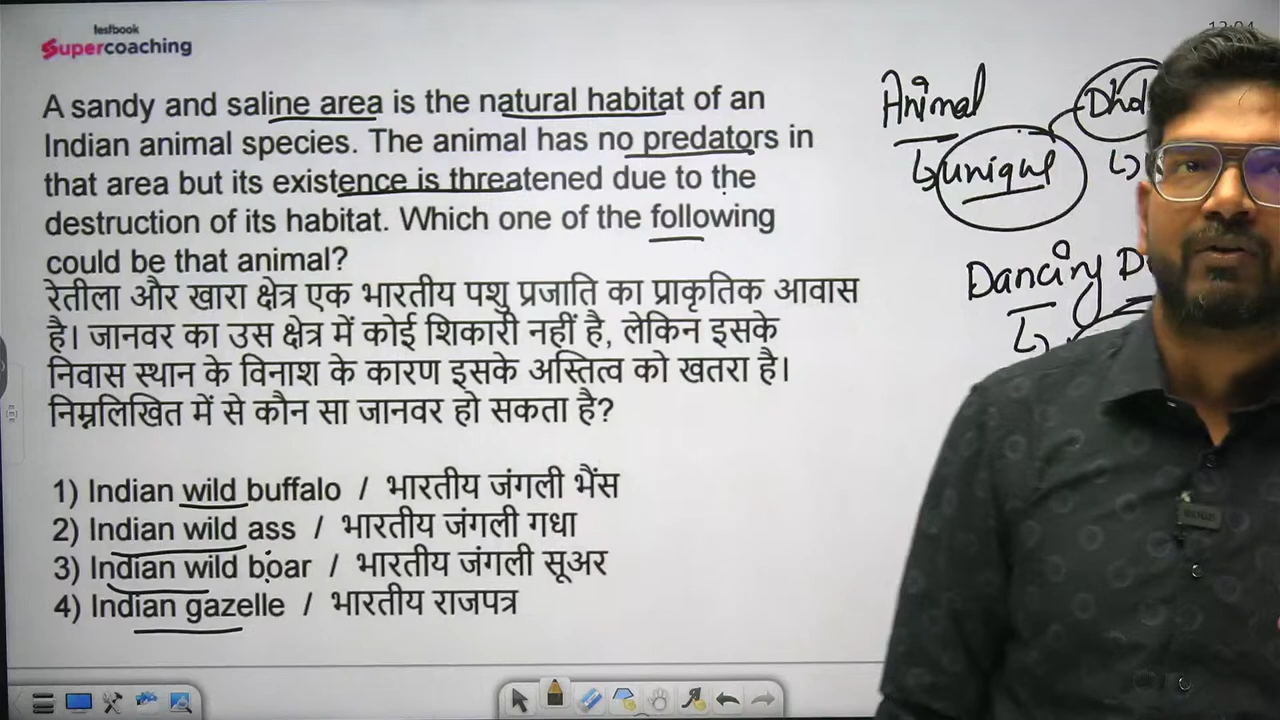 testbook
Supercoaching
A sandy and saline area is the natural habitat of an
Indian animal species. The animal has no predators in
that area but its existence is threatened due to the
destruction of its habitat. Which one of the following
could be that animal?
रेतीला और खारा क्षेत्र एक भारतीय पशु प्रजाति का प्राकृतिक आवास
है। जानवर का उस क्षेत्र में कोई शिकारी नहीं है, लेकिन इसके
निवास स्थान के विनाश के कारण इसके अस्तित्व को खतरा है।
निम्नलिखित में से कौन सा जानवर हो सकता है?
1) Indian wild buffalo / भारतीय जंगली भैंस
2) Indian wild ass / भारतीय जंगली गधा
3) Indian wild boar / भारतीय जंगली सूअर
4) Indian gazelle / भारतीय राजपत्र
Animal
unique
Dancing